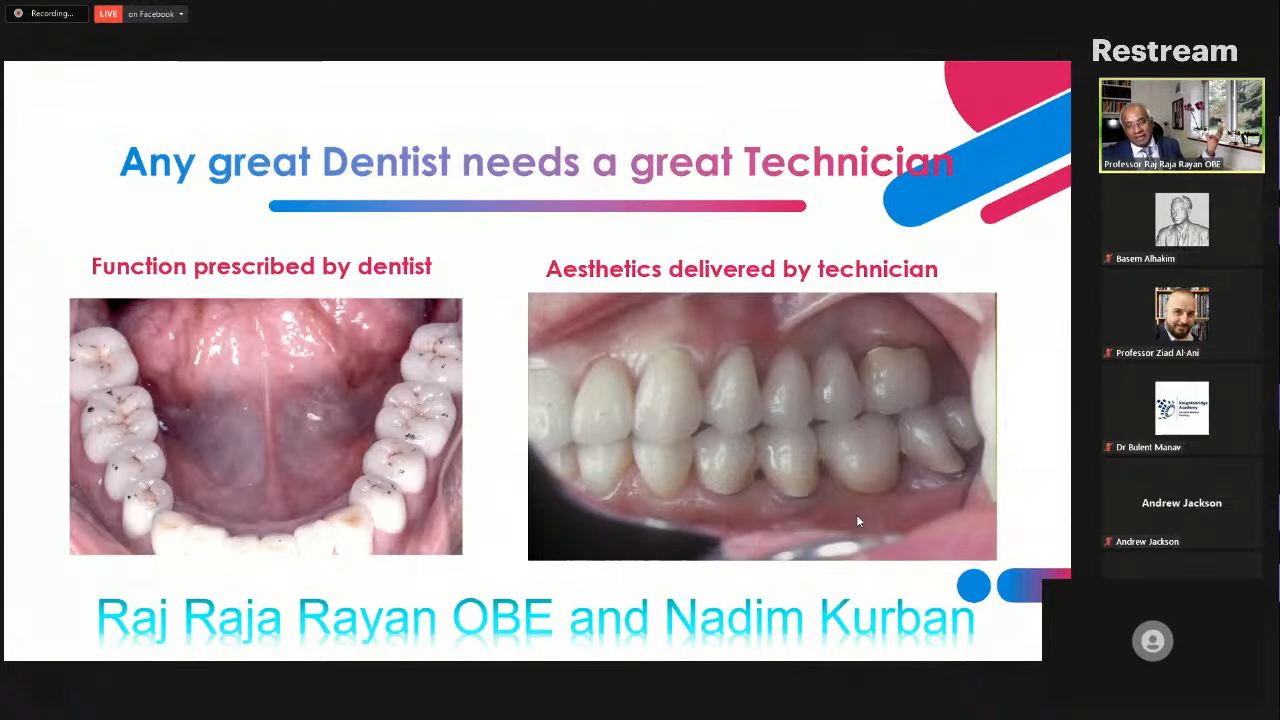 Recording...
LIVE on Facebook
Restream
Any great Dentist needs a great Technician
Function prescribed by dentist
Aesthetics delivered by technician
Raj Raja Rayan OBE and Nadim Kurban
Professor Raj Raja Rayan OBE
Basem Alhakim
Professor Ziad Al-Ani
Knightsbridge
Academy
Dr Bulent Manav
Andrew Jackson
Andrew Jackson